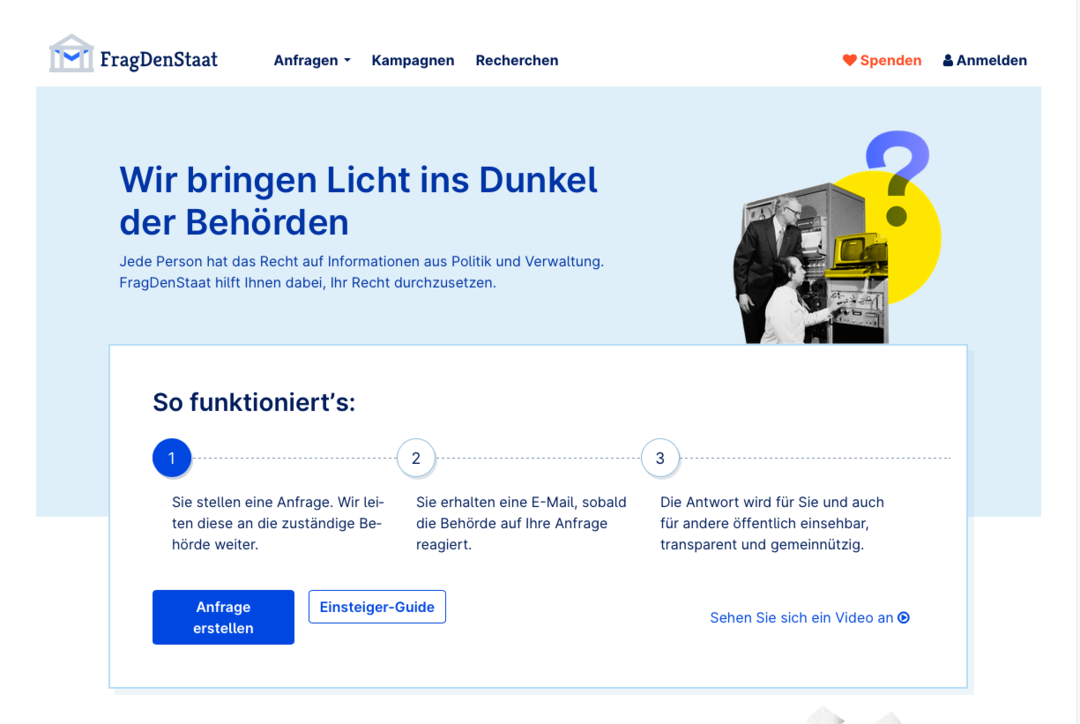 FragDenStaat
Anfragen
Kampagnen
Recherchen
Spenden
Anmelden
Wir bringen Licht ins Dunkel
der Behörden
Jede Person hat das Recht auf Informationen aus Politik und Verwaltung.
FragDenStaat hilft Ihnen dabei, Ihr Recht durchzusetzen.
?
So funktioniert’s:
1
Sie stellen eine Anfrage. Wir lei-
ten diese an die zuständige Be-
hörde weiter.
2
Sie erhalten eine E-Mail, sobald
die Behörde auf Ihre Anfrage
reagiert.
3
Die Antwort wird für Sie und auch
für andere öffentlich einsehbar,
transparent und gemeinnützig.
Anfrage
erstellen
Einsteiger-Guide
Sehen Sie sich ein Video an